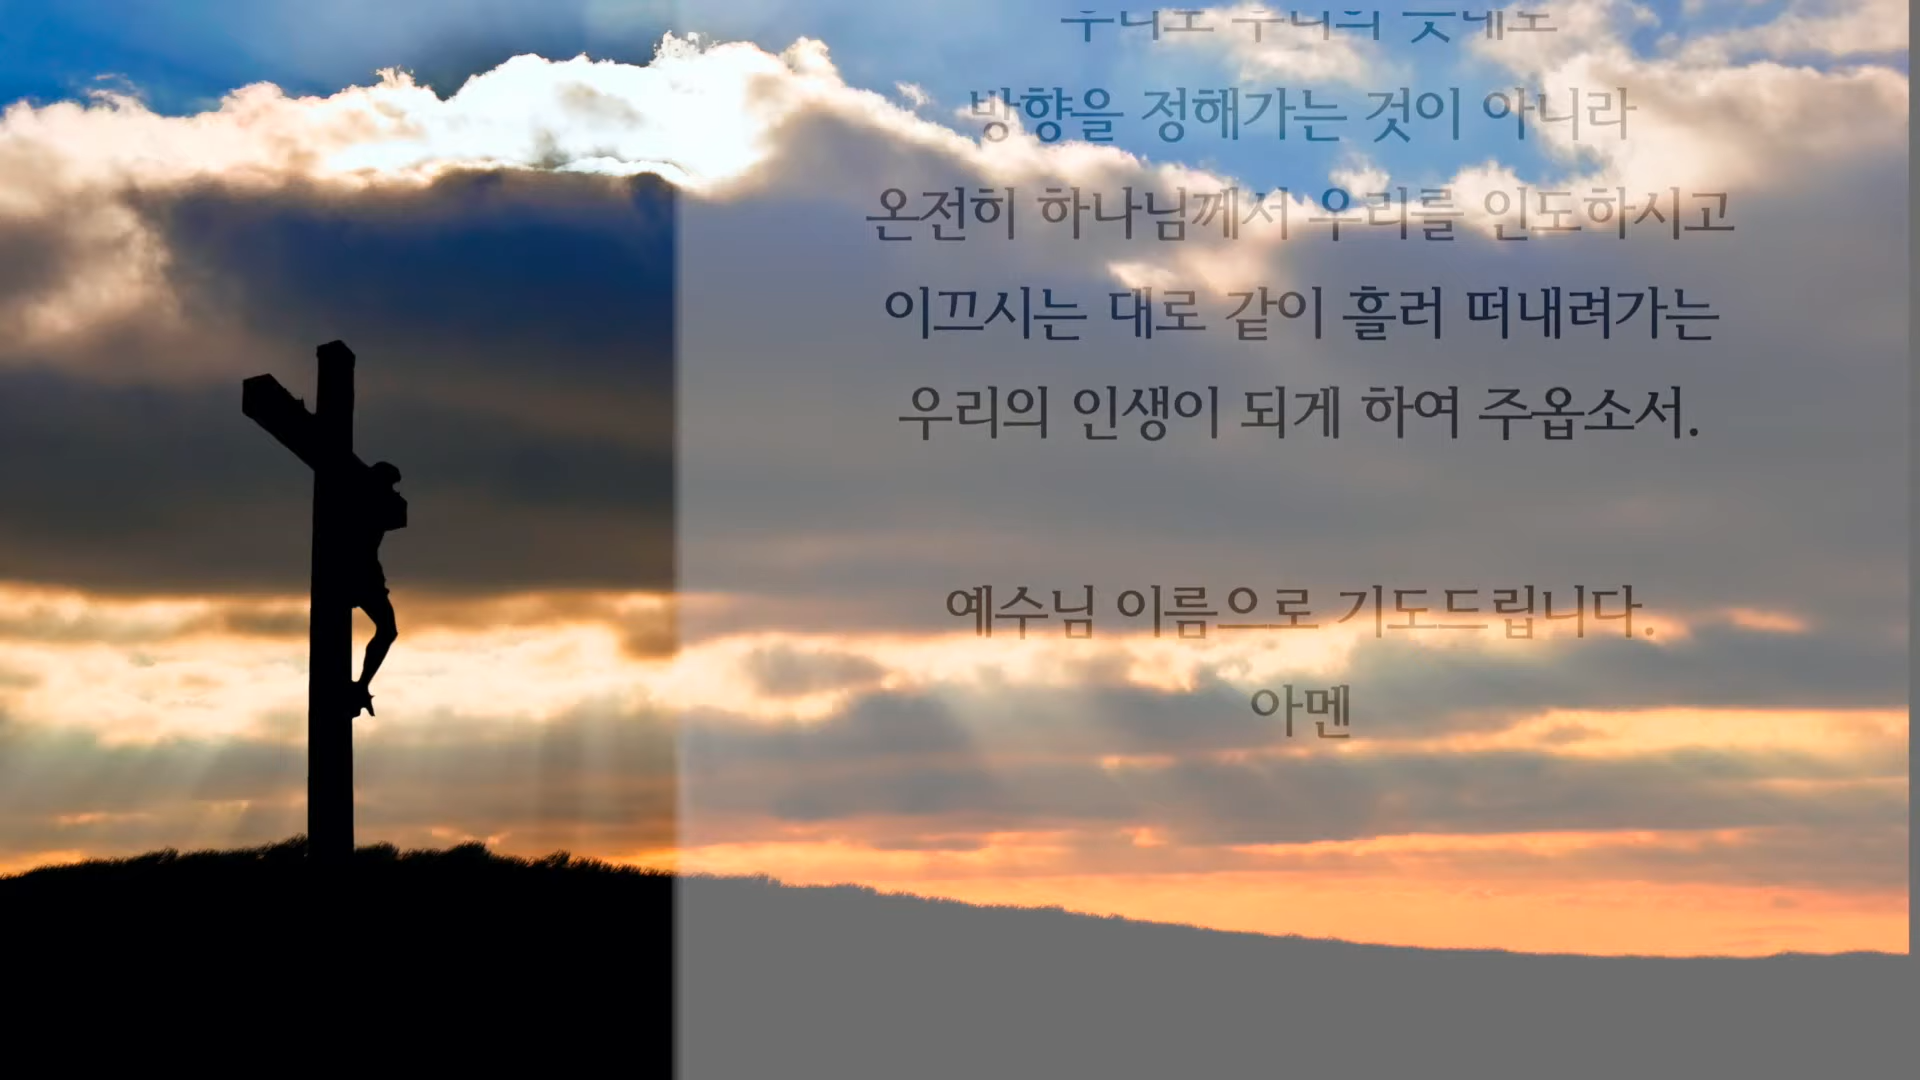 방향을 정해가는 것이 아니라
온전히 하나님께서 우리를 인도하시고
이끄시는 대로 같이 흘러 떠내려가는
우리의 인생이 되게 하여 주옵소서.
예수님 이름으로 기도드립니다.
아멘